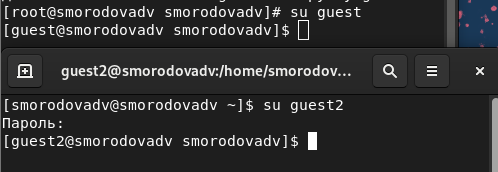 [root@smorodovadv smorodovadv]# su guest
[guest@smorodovadv smorodovadv]$
guest2@smorodovadv:/home/smorodov...
[smorodovadv@smorodovadv ~]$ su guest2
Пароль:
[guest2@smorodovadv smorodovadv]$